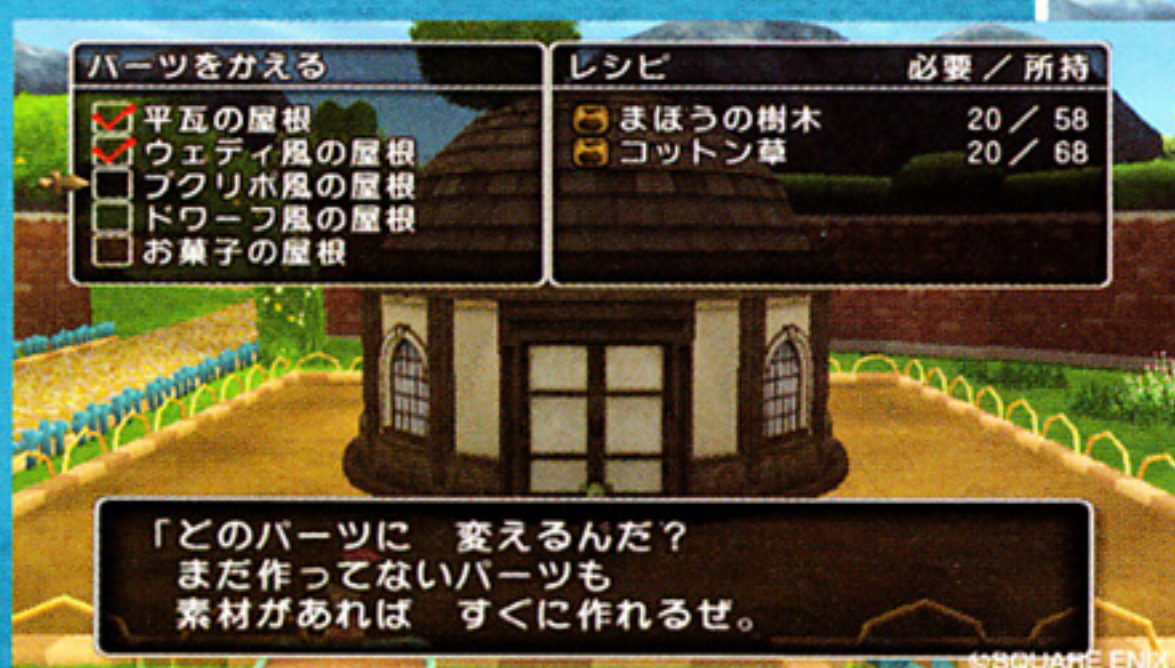 パーツをかえる
平瓦の屋根
ウェディ風の屋根
プクリポ風の屋根
ドワーフ風の屋根
お菓子の屋根
レシピ 必要／所持
まほうの樹木 20／58
コットン草 20／68
「どのパーツに 変えるんだ？
まだ作ってないパーツも
素材があれば すぐに作れるぜ。
©SQUARE ENIX